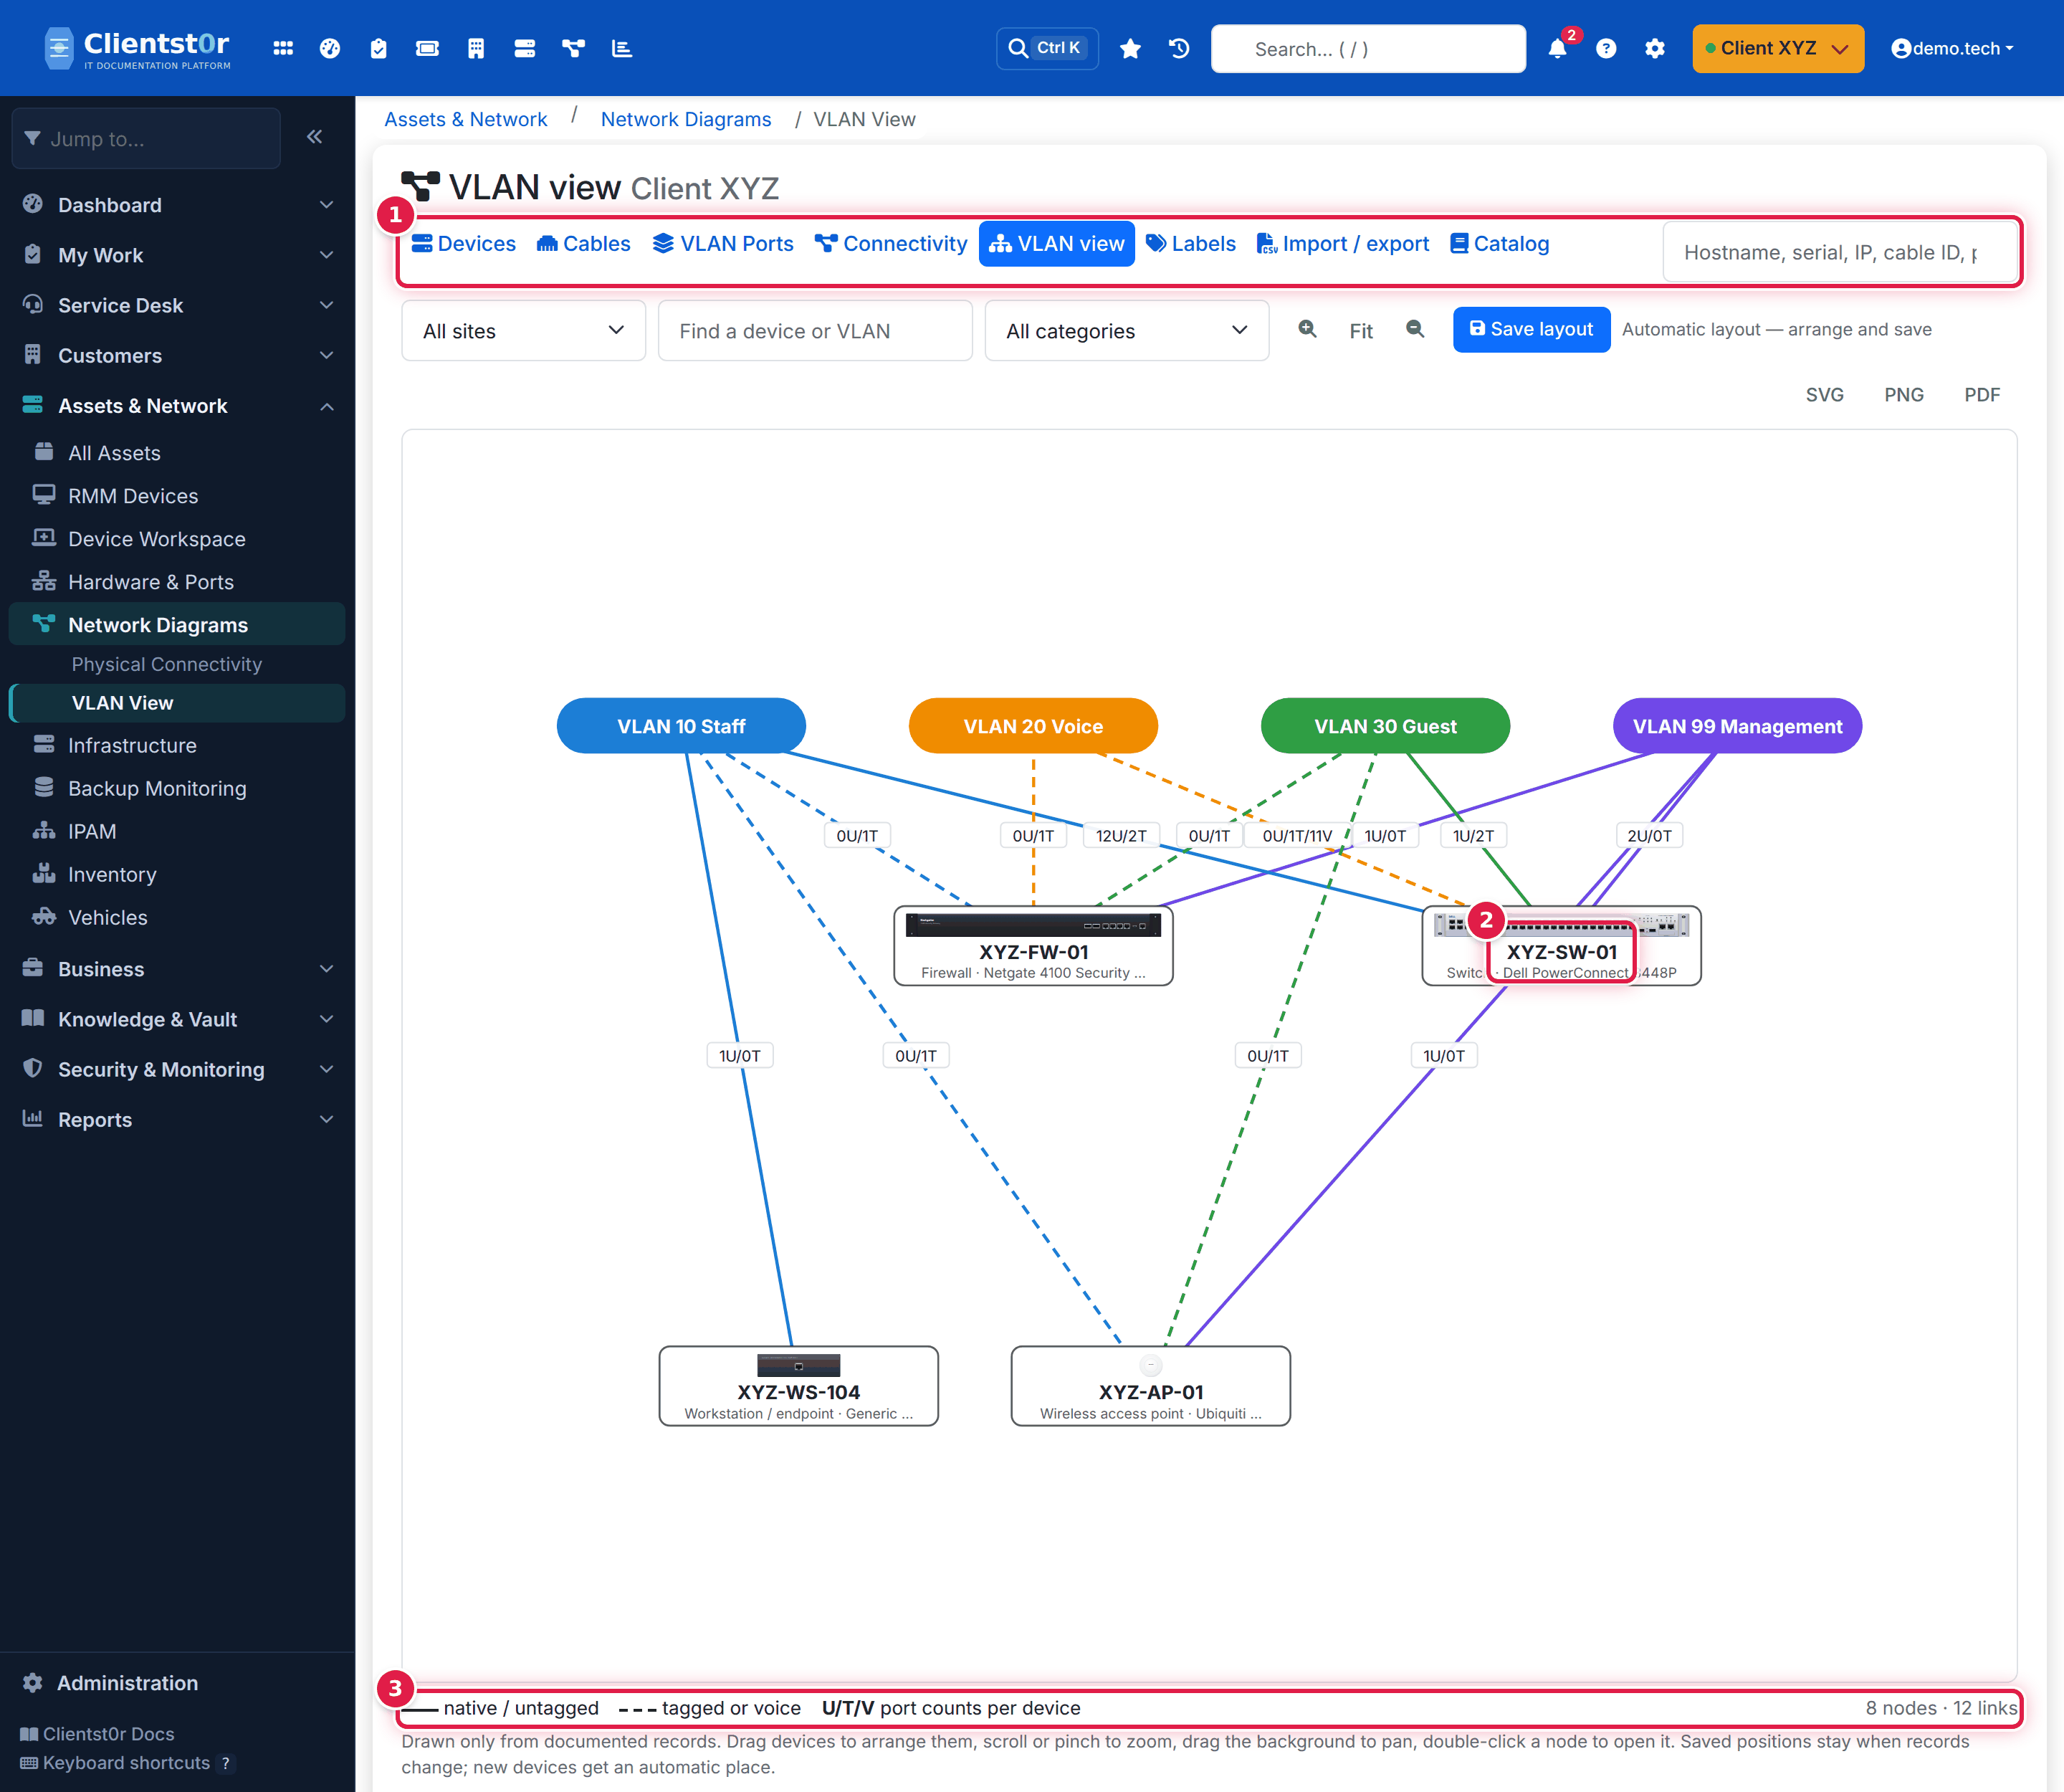 Clientst0r
IT DOCUMENTATION PLATFORM
Ctrl K
Search... ( / )
2
Client XYZ
demo.tech
Jump to...
Dashboard
My Work
Service Desk
Customers
Assets & Network
All Assets
RMM Devices
Device Workspace
Hardware & Ports
Network Diagrams
Physical Connectivity
VLAN View
Infrastructure
Backup Monitoring
IPAM
Inventory
Vehicles
Business
Knowledge & Vault
Security & Monitoring
Reports
Administration
Clientst0r Docs
Keyboard shortcuts ?
Assets & Network / Network Diagrams / VLAN View
VLAN view Client XYZ
1
Devices Cables VLAN Ports Connectivity VLAN view Labels Import / export Catalog
Hostname, serial, IP, cable ID, p
All sites
Find a device or VLAN
All categories
Fit
Save layout
Automatic layout — arrange and save
SVG PNG PDF
VLAN 10 Staff
VLAN 20 Voice
VLAN 30 Guest
VLAN 99 Management
0U/1T
0U/1T
12U/2T
0U/1T
0U/1T/11V
1U/0T
1U/2T
2U/0T
XYZ-FW-01
Firewall · Netgate 4100 Security ...
2
XYZ-SW-01
Switc · Dell PowerConnect 448P
1U/0T
0U/1T
0U/1T
1U/0T
XYZ-WS-104
Workstation / endpoint · Generic ...
XYZ-AP-01
Wireless access point · Ubiquiti ...
3
native / untagged tagged or voice U/T/V port counts per device
8 nodes · 12 links
Drawn only from documented records. Drag devices to arrange them, scroll or pinch to zoom, drag the background to pan, double-click a node to open it. Saved positions stay when records
change; new devices get an automatic place.